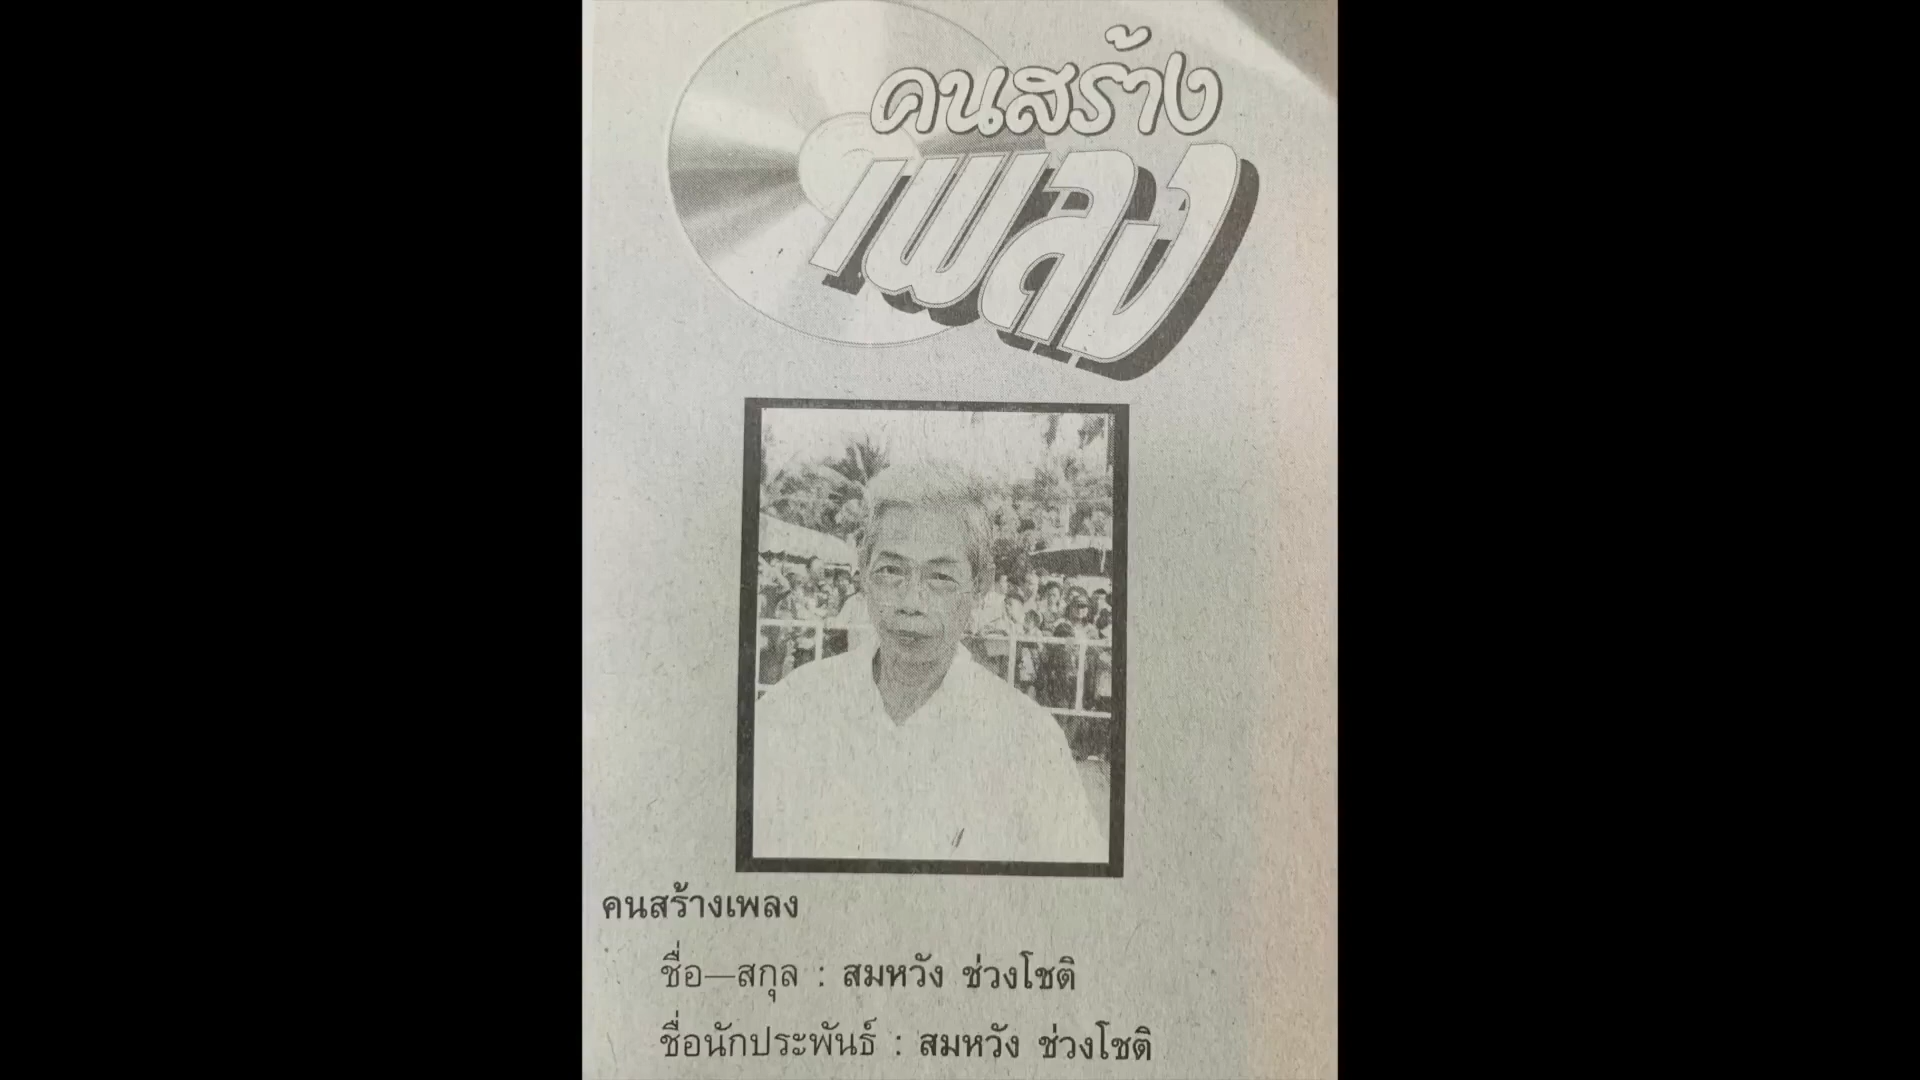 คนสร้าง
เพลง
คนสร้างเพลง
ชื่อ—สกุล : สมหวัง ช่วงโชติ
ชื่อนักประพันธ์ : สมหวัง ช่วงโชติ